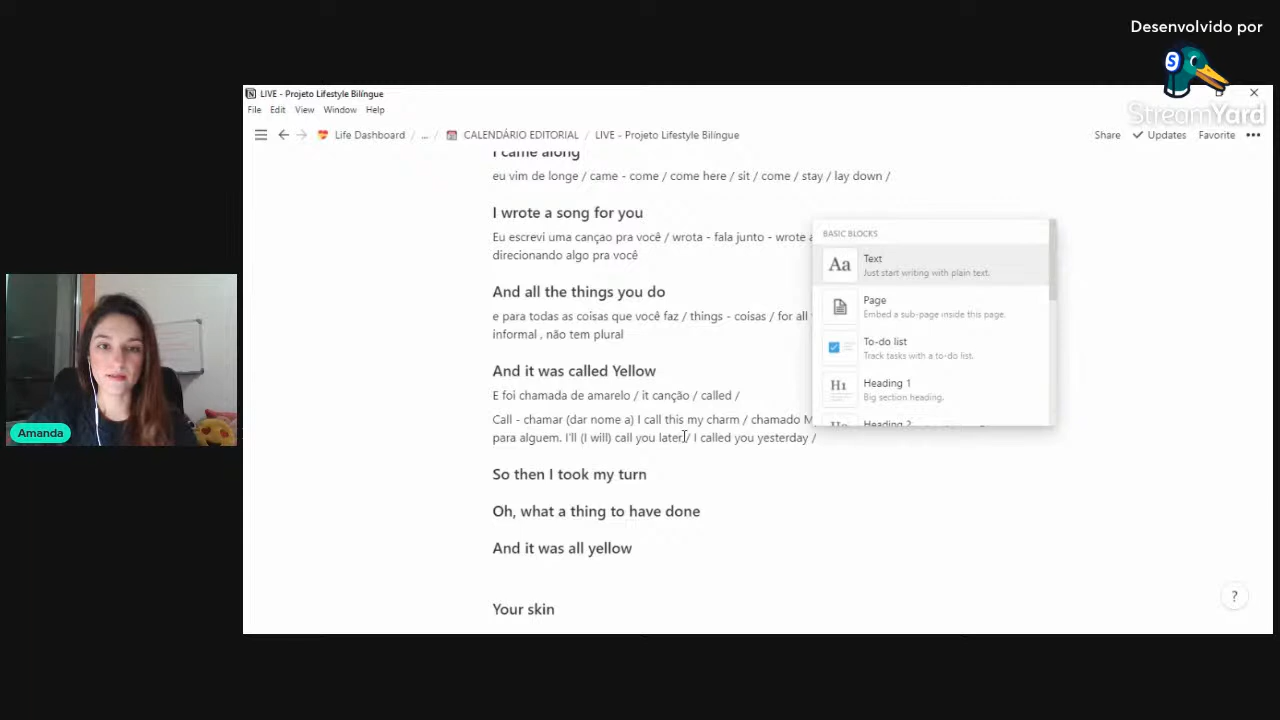 Desenvolvido por
StreamYard
LIVE - Projeto Lifestyle Bilíngue
File Edit View Window Help
Life Dashboard / ... / CALENDÁRIO EDITORIAL / LIVE - Projeto Lifestyle Bilíngue
Share Updates Favorite
I came along
eu vim de longe / came - come / come here / sit / come / stay / lay down /
I wrote a song for you
Eu escrevi uma cançao pra você / wrota - fala junto - wrote a
direcionando algo pra você
And all the things you do
e para todas as coisas que você faz / things - coisas / for all
informal , não tem plural
And it was called Yellow
E foi chamada de amarelo / it canção / called /
Call - chamar (dar nome a) I call this my charm / chamado M
para alguem. I'll (I will) call you later / I called you yesterday /
So then I took my turn
Oh, what a thing to have done
And it was all yellow
Your skin
BASIC BLOCKS
Aa Text
Just start writing with plain text.
Page
Embed a sub-page inside this page.
To-do list
Track tasks with a to-do list.
H1 Heading 1
Big section heading.
Heading 2
Amanda
?